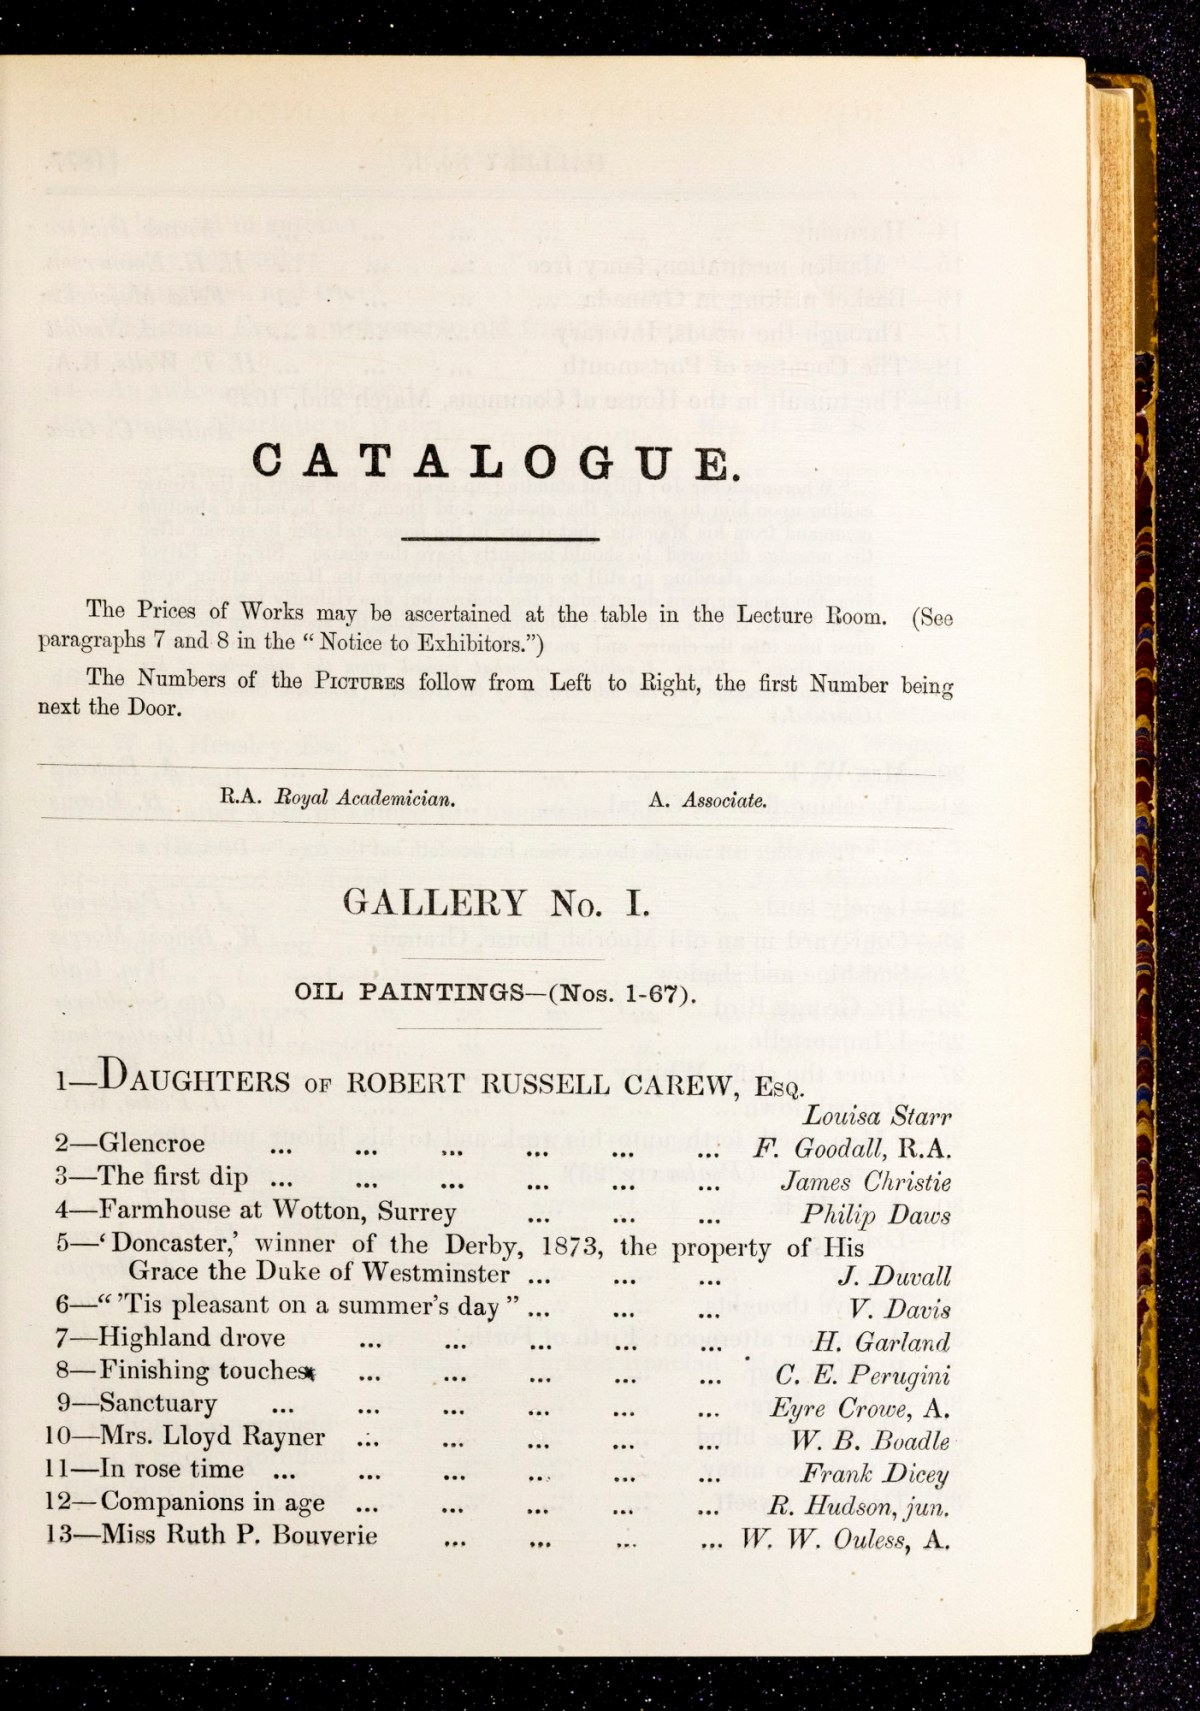 CATALOGUE.
The Prices of Works may be ascertained at the table in the Lecture Room. (See
paragraphs 7 and 8 in the “ Notice to Exhibitors.”)
The Numbers of the PICTURES follow from Left to Right, the first Number being
next the Door.
R.A. Royal Academician. A. Associate.
GALLERY No. I.
OIL PAINTINGS—(Nos. 1-67).
1—DAUGHTERS OF ROBERT RUSSELL CAREW, ESQ.
Louisa Starr
2—Glencroe ... ... ... ... ... ... F. Goodall, R.A.
3—The first dip ... ... ... ... ... ... James Christie
4—Farmhouse at Wotton, Surrey ... ... ... Philip Daws
5—‘ Doncaster,’ winner of the Derby, 1873, the property of His
Grace the Duke of Westminster ... ... ... J. Duvall
6—“ ’Tis pleasant on a summer’s day ” ... ... ... V. Davis
7—Highland drove ... ... ... ... ... H. Garland
8—Finishing touches ... ... ... ... ... C. E. Perugini
9—Sanctuary ... ... ... ... ... ... Eyre Crowe, A.
10—Mrs. Lloyd Rayner ... ... ... ... ... W. B. Boadle
11—In rose time ... ... ... ... ... ... Frank Dicey
12—Companions in age ... ... ... ... ... R. Hudson, jun.
13—Miss Ruth P. Bouverie ... ... ... ... W. W. Ouless, A.